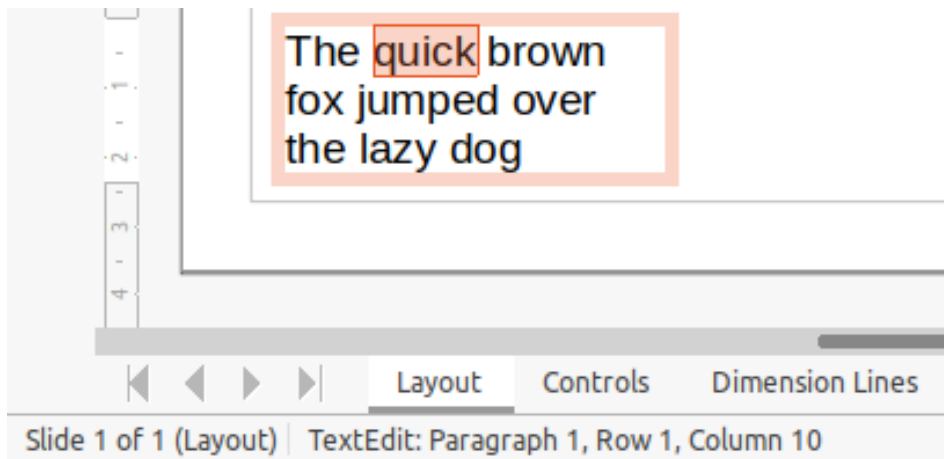 The quick brown
fox jumped over
the lazy dog
1
2
3
4
Layout Controls Dimension Lines
Slide 1 of 1 (Layout) TextEdit: Paragraph 1, Row 1, Column 10